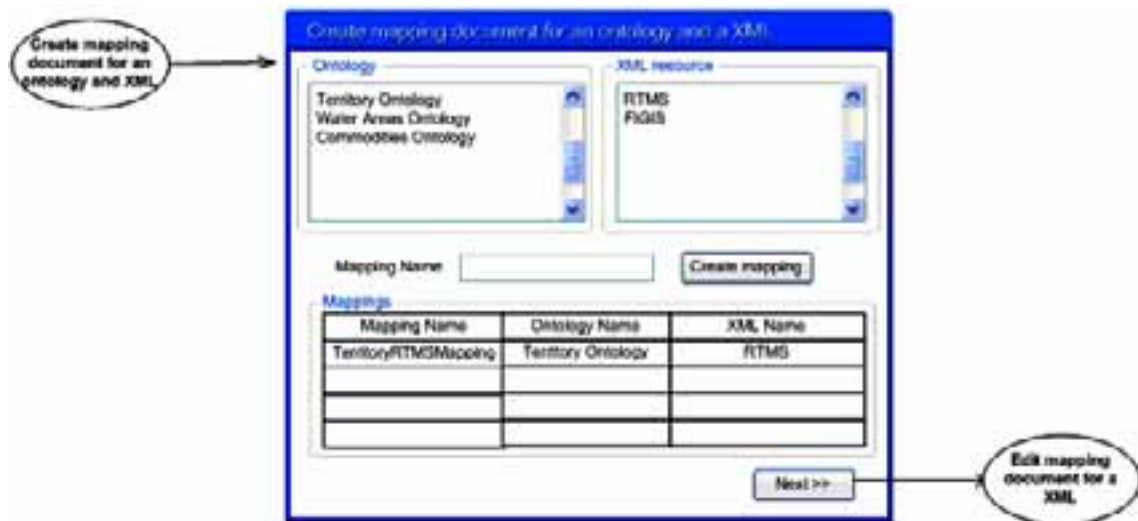 Create mapping
document for an
ontology and XML
Create mapping document for an ontology and a XML
Ontology
Territory Ontology
Water Areas Ontology
Commodities Ontology
XML resource
RTMS
FIGIS
Mapping Name
Create mapping
Mappings
Mapping Name Ontology Name XML Name
TerritoryRTMSMapping Territory Ontology RTMS
Next >>
Edit mapping
document for a
XML